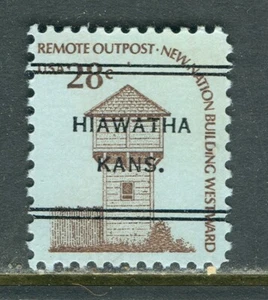 REMOTE OUTPOST · NEW NATION BUILDING WESTWARD
USA
28c
HIAWATHA
KANS.